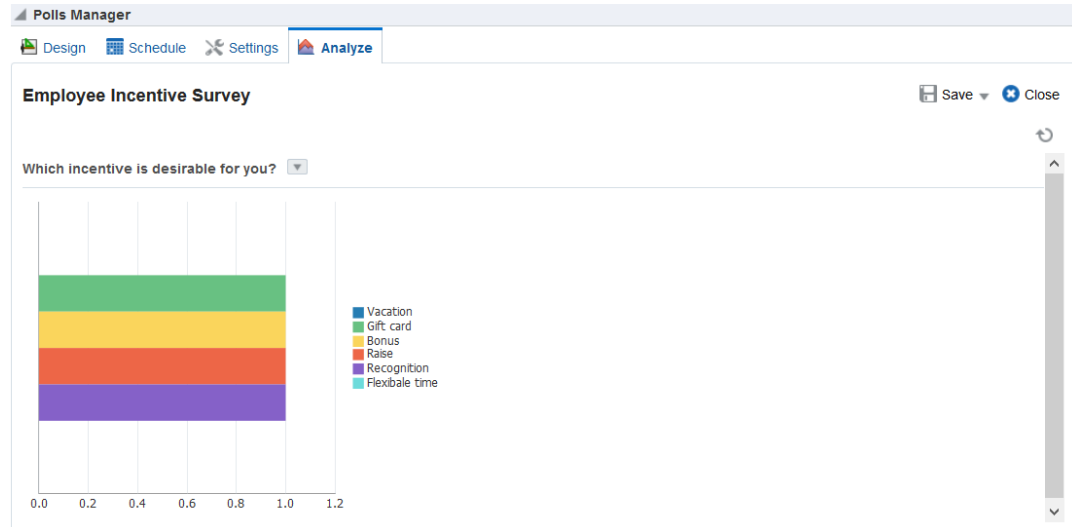 Polls Manager
Design Schedule Settings Analyze
Employee Incentive Survey
Save Close
Which incentive is desirable for you?
Vacation
Gift card
Bonus
Raise
Recognition
Flexibale time
0.0 0.2 0.4 0.6 0.8 1.0 1.2